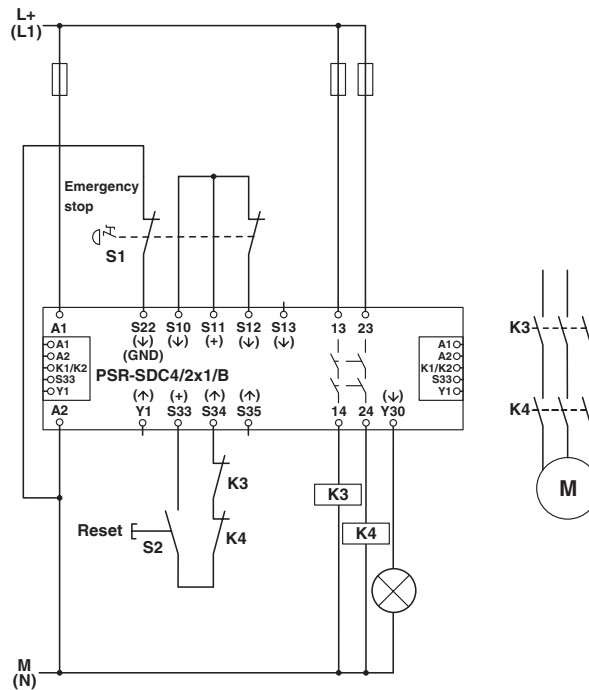 L+
(L1)
Emergency
stop
S1
A1 S22 S10 S11 S12 S13 13 23
(↓) (↓) (+) (↓) (↓)
(GND)
A1
A2
K1/K2
S33
Y1
PSR-SDC4/2x1/B
A1
A2
K1/K2
S33
Y1
(↑) (+) (↑) (↑) (↓)
A2 Y1 S33 S34 S35 14 24 Y30
K3
K4
M
K3
K3
K4
K4
Reset
S2
M
(N)